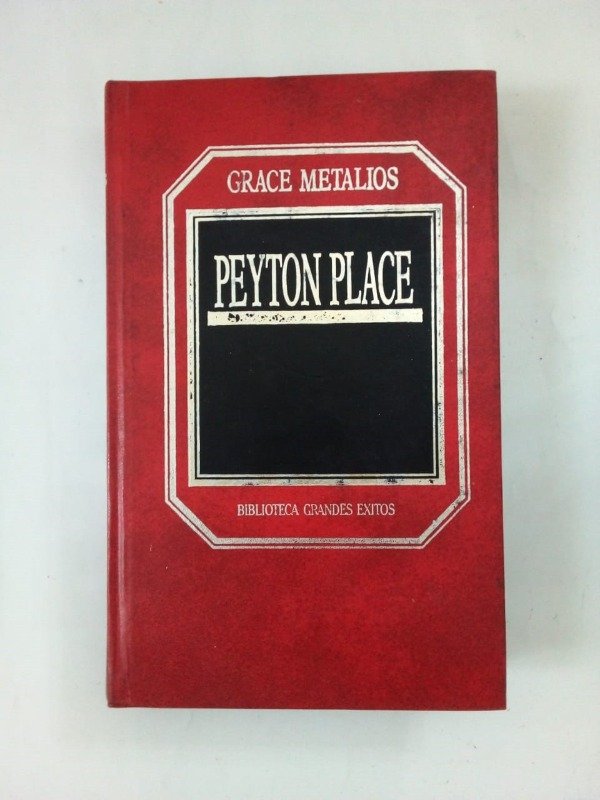 GRACE METALIOS
PEYTON PLACE
BIBLIOTECA GRANDES EXITOS